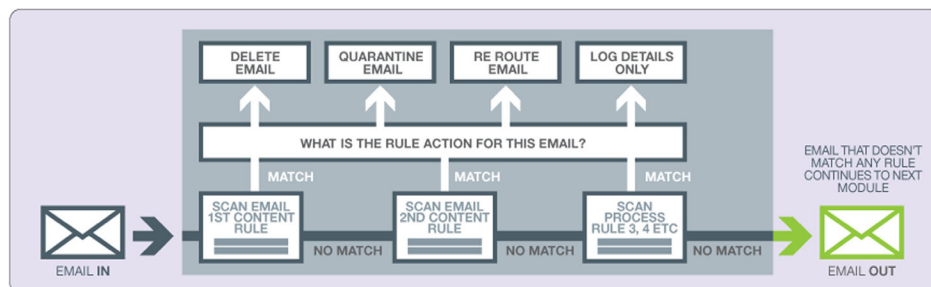 DELETE
EMAIL
QUARANTINE
EMAIL
RE ROUTE
EMAIL
LOG DETAILS
ONLY
WHAT IS THE RULE ACTION FOR THIS EMAIL?
MATCH
MATCH
MATCH
EMAIL THAT DOESN'T
MATCH ANY RULE
CONTINUES TO NEXT
MODULE
SCAN EMAIL
1ST CONTENT
RULE
SCAN EMAIL
2ND CONTENT
RULE
SCAN
PROCESS
RULE 3, 4 ETC
NO MATCH
NO MATCH
NO MATCH
EMAIL IN
EMAIL OUT